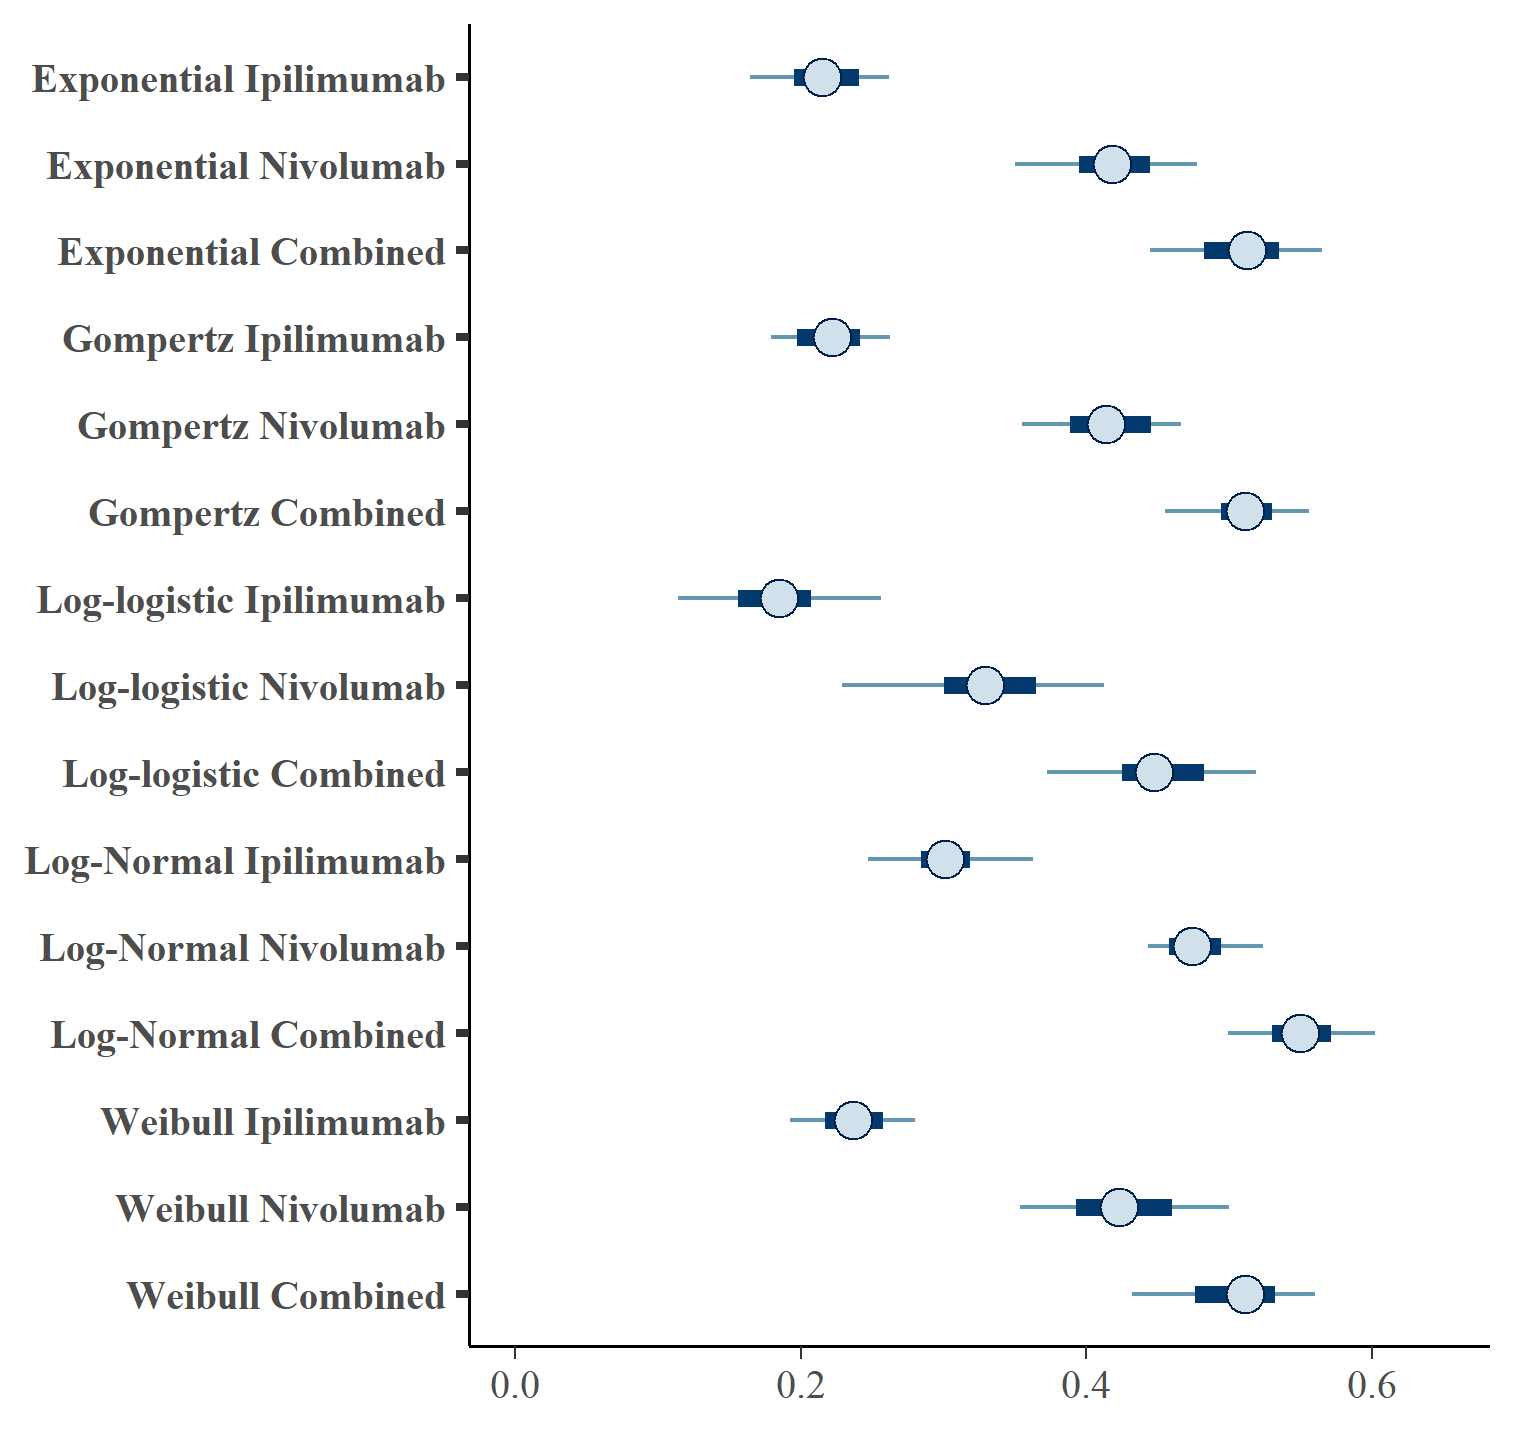 Exponential Ipilimumab
Exponential Nivolumab
Exponential Combined
Gompertz Ipilimumab
Gompertz Nivolumab
Gompertz Combined
Log-logistic Ipilimumab
Log-logistic Nivolumab
Log-logistic Combined
Log-Normal Ipilimumab
Log-Normal Nivolumab
Log-Normal Combined
Weibull Ipilimumab
Weibull Nivolumab
Weibull Combined
0.0 0.2 0.4 0.6